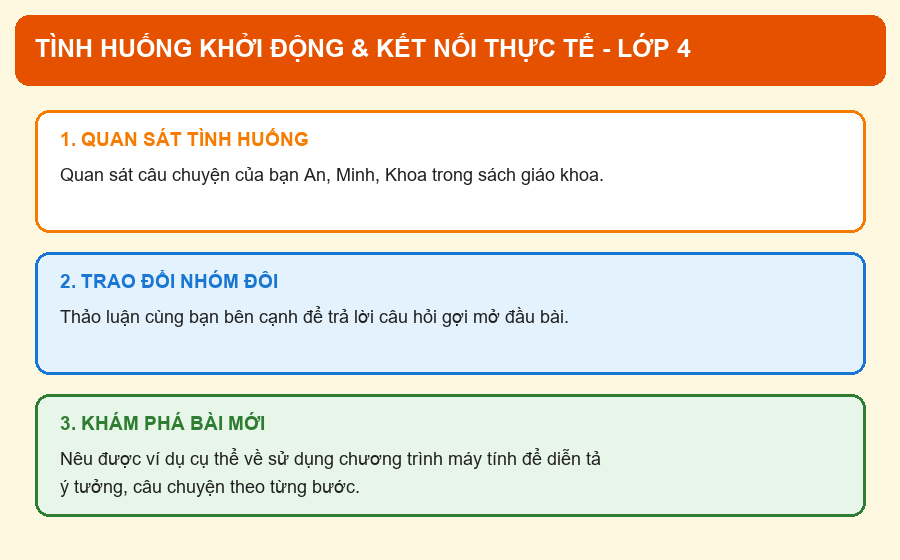 TÌNH HUỐNG KHỞI ĐỘNG & KẾT NỐI THỰC TẾ - LỚP 4
1. QUAN SÁT TÌNH HUỐNG
Quan sát câu chuyện của bạn An, Minh, Khoa trong sách giáo khoa.
2. TRAO ĐỔI NHÓM ĐÔI
Thảo luận cùng bạn bên cạnh để trả lời câu hỏi gợi mở đầu bài.
3. KHÁM PHÁ BÀI MỚI
Nêu được ví dụ cụ thể về sử dụng chương trình máy tính để diễn tả
ý tưởng, câu chuyện theo từng bước.